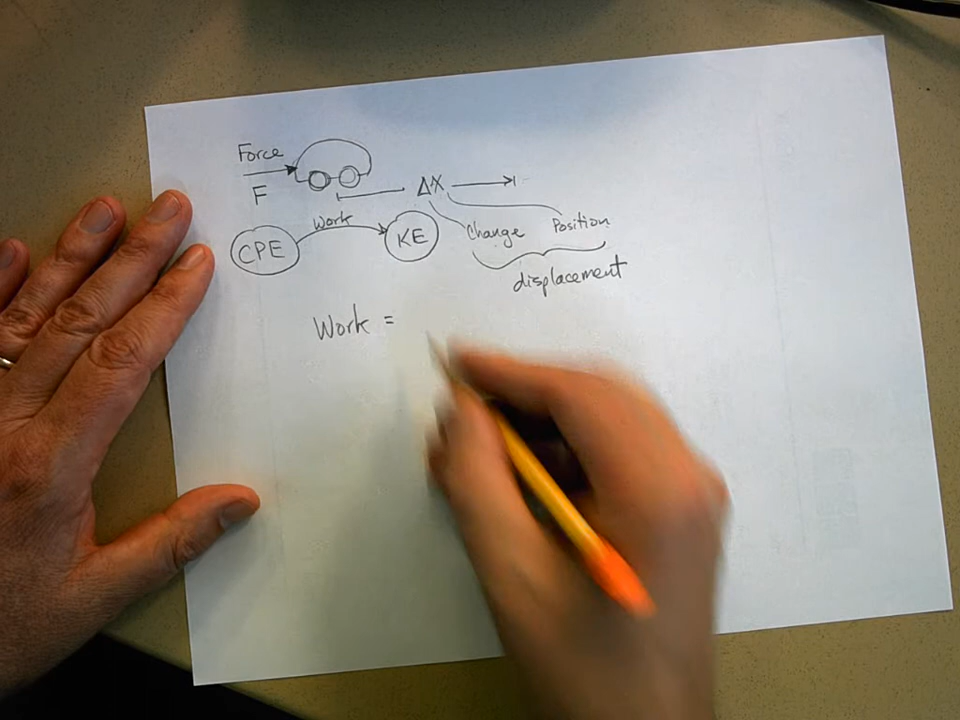 Force
F
ΔX
Work
CPE
KE
Change
Position
displacement
Work =